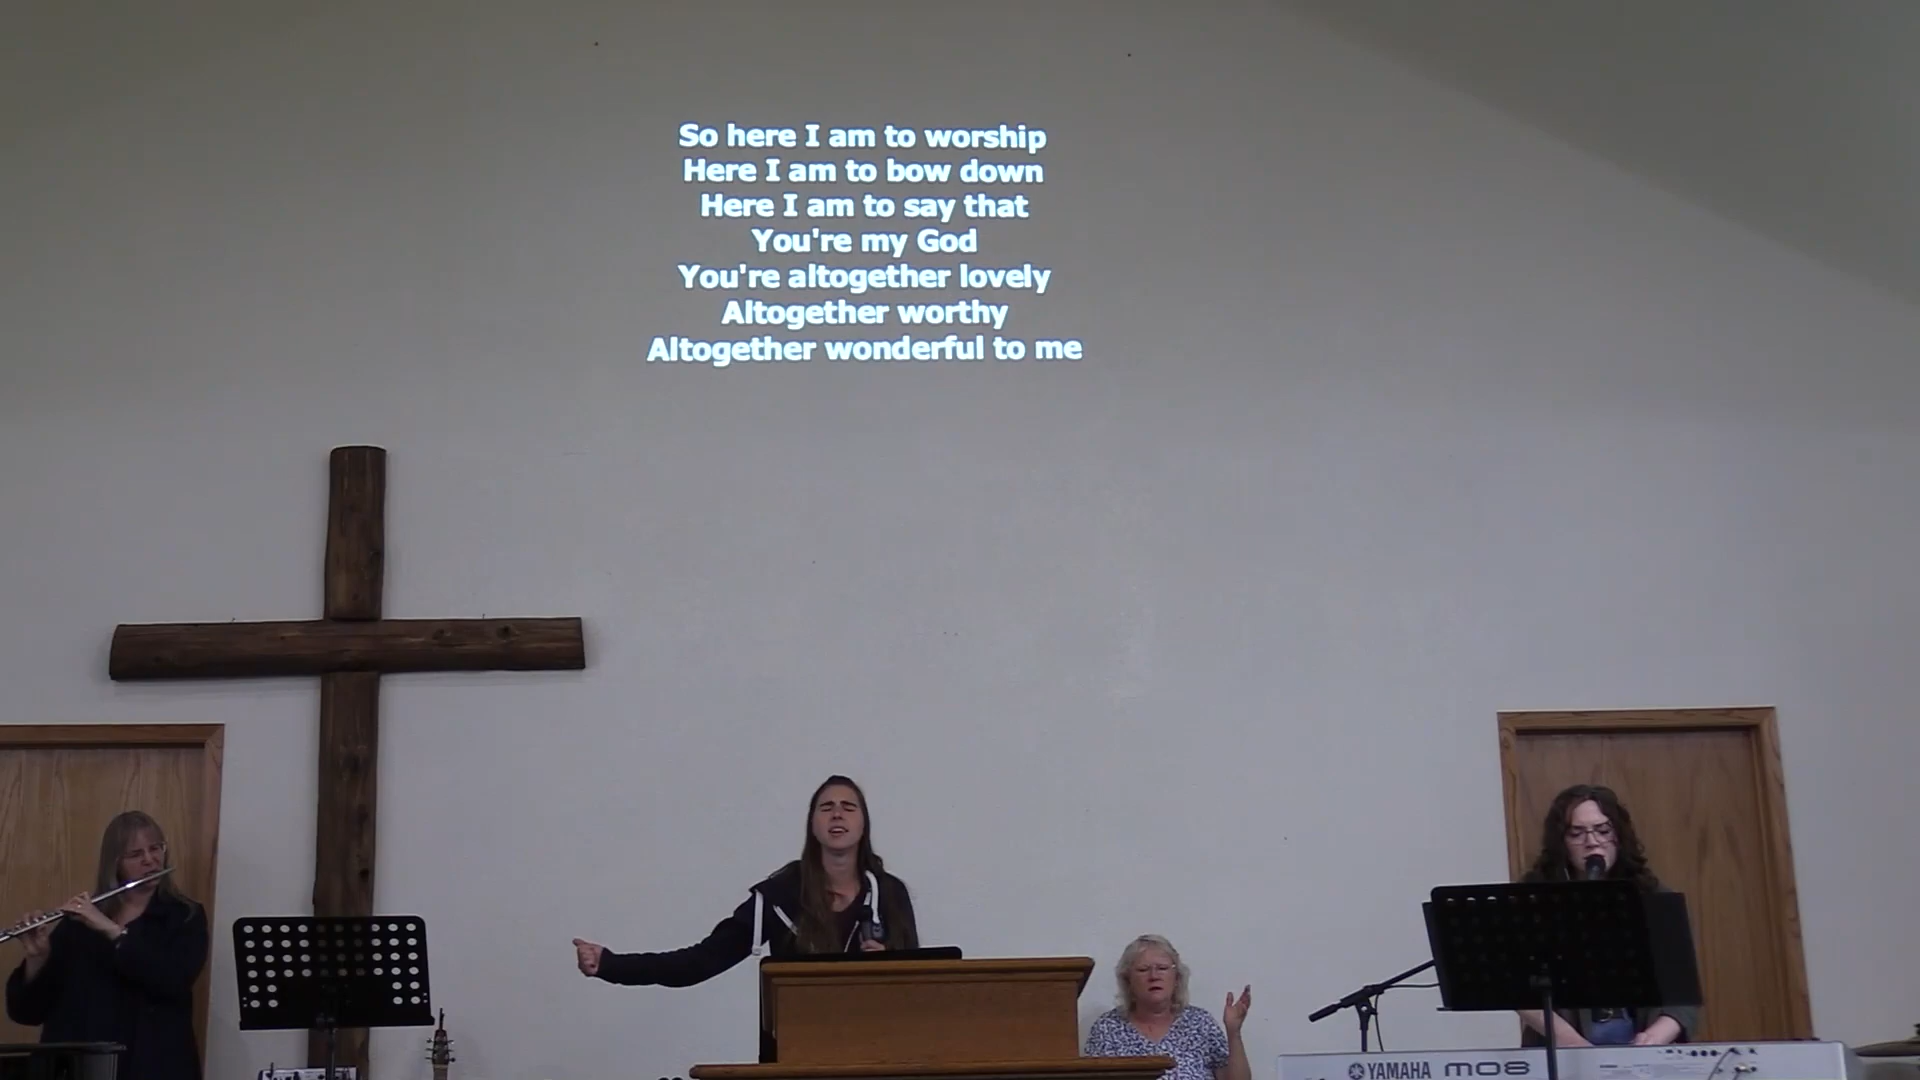 So here I am to worship
Here I am to bow down
Here I am to say that
You're my God
You're altogether lovely
Altogether worthy
Altogether wonderful to me
YAMAHA MO8